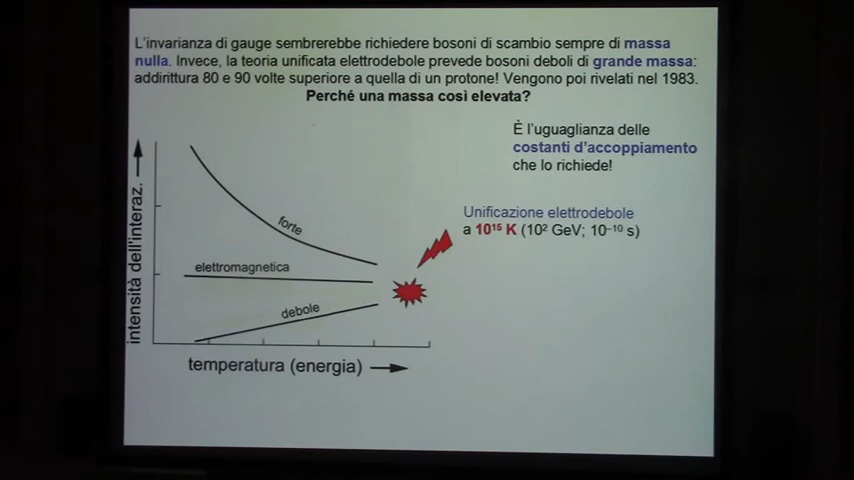 L'invarianza di gauge sembrerebbe richiedere bosoni di scambio sempre di massa
nulla. Invece, la teoria unificata elettrodebole prevede bosoni deboli di grande massa:
addirittura 80 e 90 volte superiore a quella di un protone! Vengono poi rivelati nel 1983.
Perché una massa così elevata?
È l'uguaglianza delle
costanti d'accoppiamento
che lo richiede!
Unificazione elettrodebole
a 10¹⁵ K (10² GeV; 10⁻¹⁰ s)
intensità dell'interaz.
forte
elettromagnetica
debole
temperatura (energia)